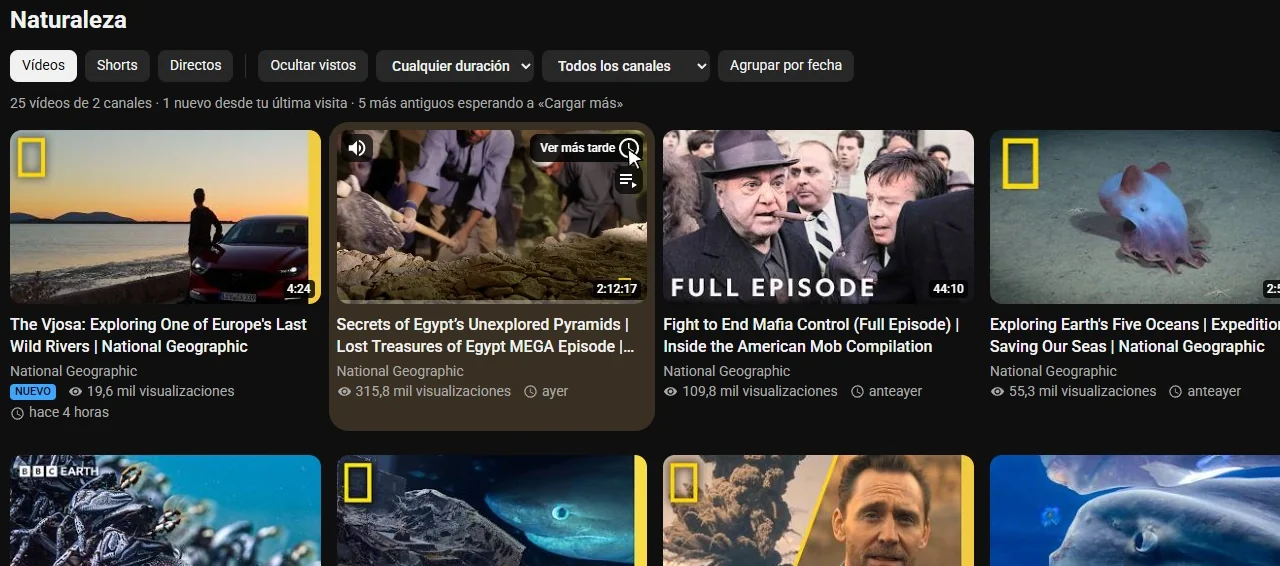 Naturaleza
Vídeos
Shorts
Directos
Ocultar vistos
Cualquier duración
Todos los canales
Agrupar por fecha
25 vídeos de 2 canales · 1 nuevo desde tu última visita · 5 más antiguos esperando a «Cargar más»
4:24
The Vjosa: Exploring One of Europe's Last
Wild Rivers | National Geographic
National Geographic
NUEVO 19,6 mil visualizaciones
hace 4 horas
Ver más tarde
2:12:17
Secrets of Egypt’s Unexplored Pyramids |
Lost Treasures of Egypt MEGA Episode |...
National Geographic
315,8 mil visualizaciones ayer
FULL EPISODE
44:10
Fight to End Mafia Control (Full Episode) |
Inside the American Mob Compilation
National Geographic
109,8 mil visualizaciones anteayer
Exploring Earth's Five Oceans | Expedition
Saving Our Seas | National Geographic
National Geographic
55,3 mil visualizaciones anteayer
BBC EARTH